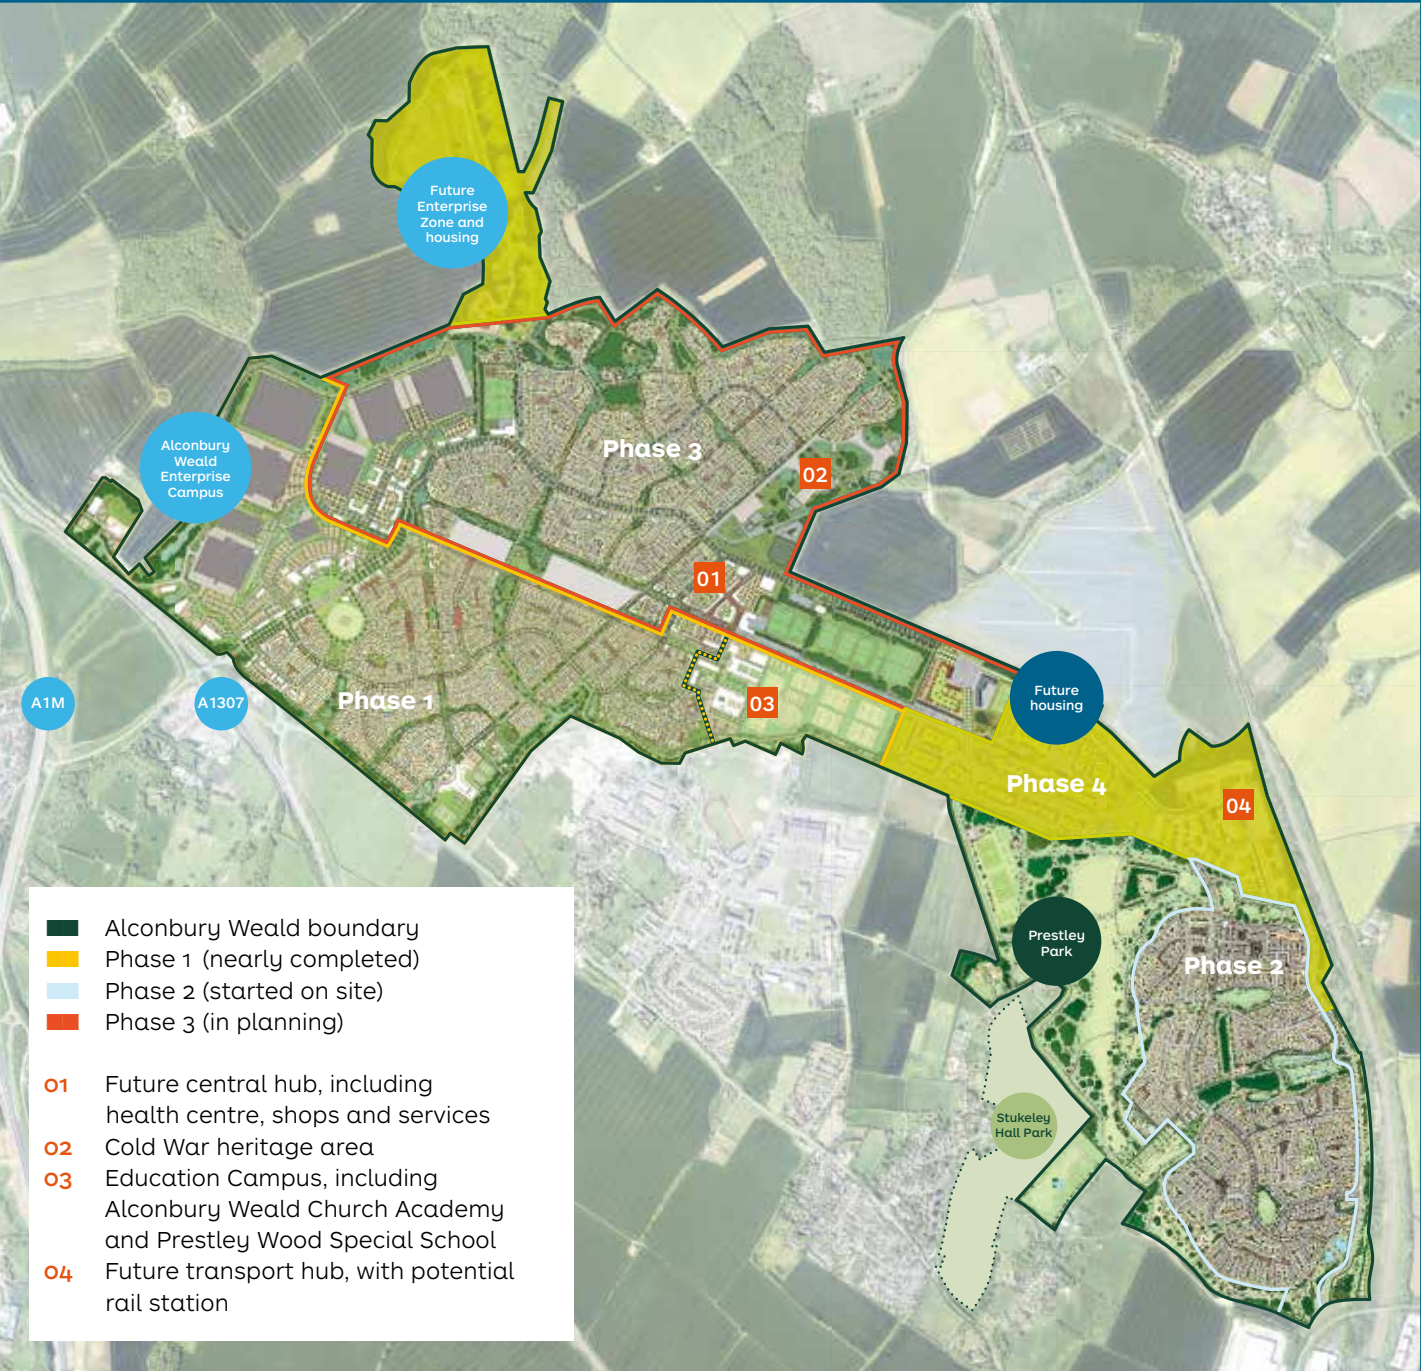 Future
Enterprise
Zone and
housing
Alconbury
Weald
Enterprise
Campus
Phase 3
02
01
A1M
A1307
Phase 1
03
Future
housing
Phase 4
04
Prestley
Park
Phase 2
Stukeley
Hall Park
Alconbury Weald boundary
Phase 1 (nearly completed)
Phase 2 (started on site)
Phase 3 (in planning)
01 Future central hub, including
health centre, shops and services
02 Cold War heritage area
03 Education Campus, including
Alconbury Weald Church Academy
and Prestley Wood Special School
04 Future transport hub, with potential
rail station